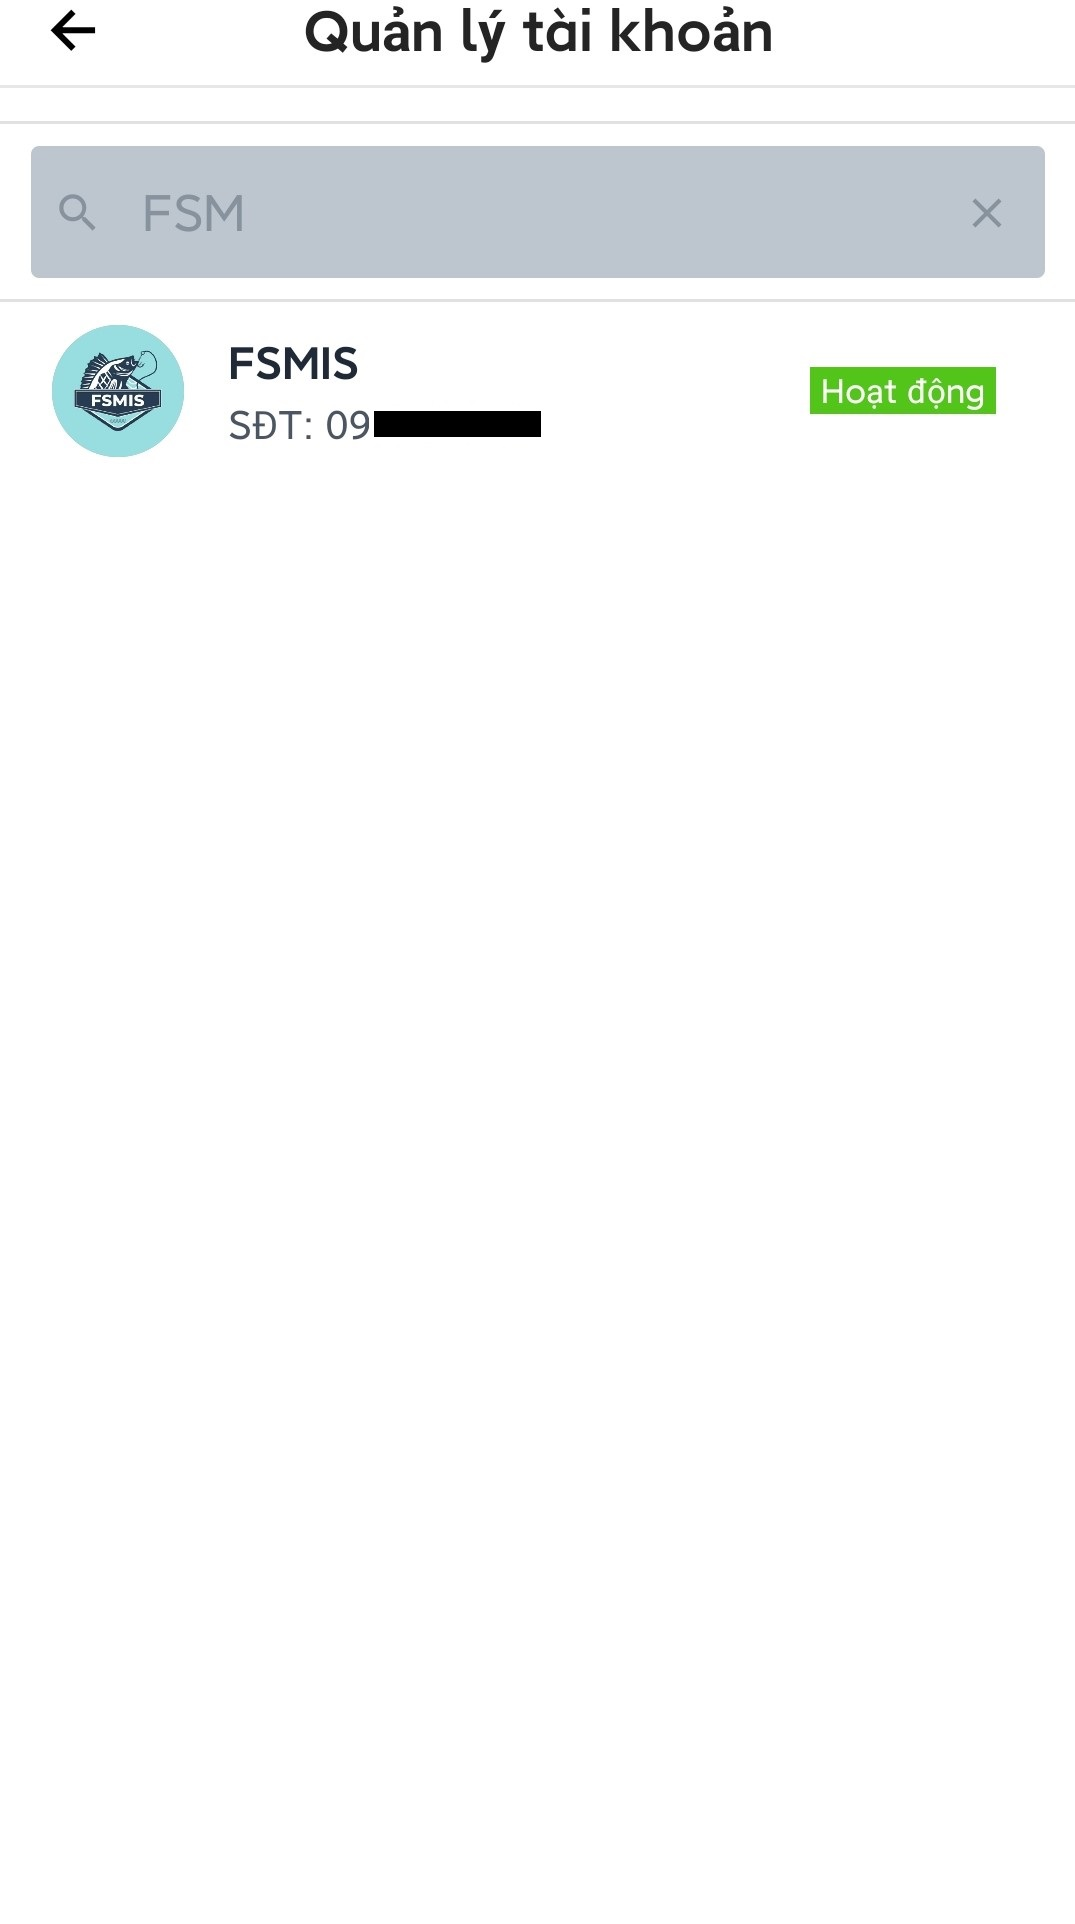 Quản lý tài khoản
FSM
FSMIS
FSMIS
SĐT: 09
Hoạt động